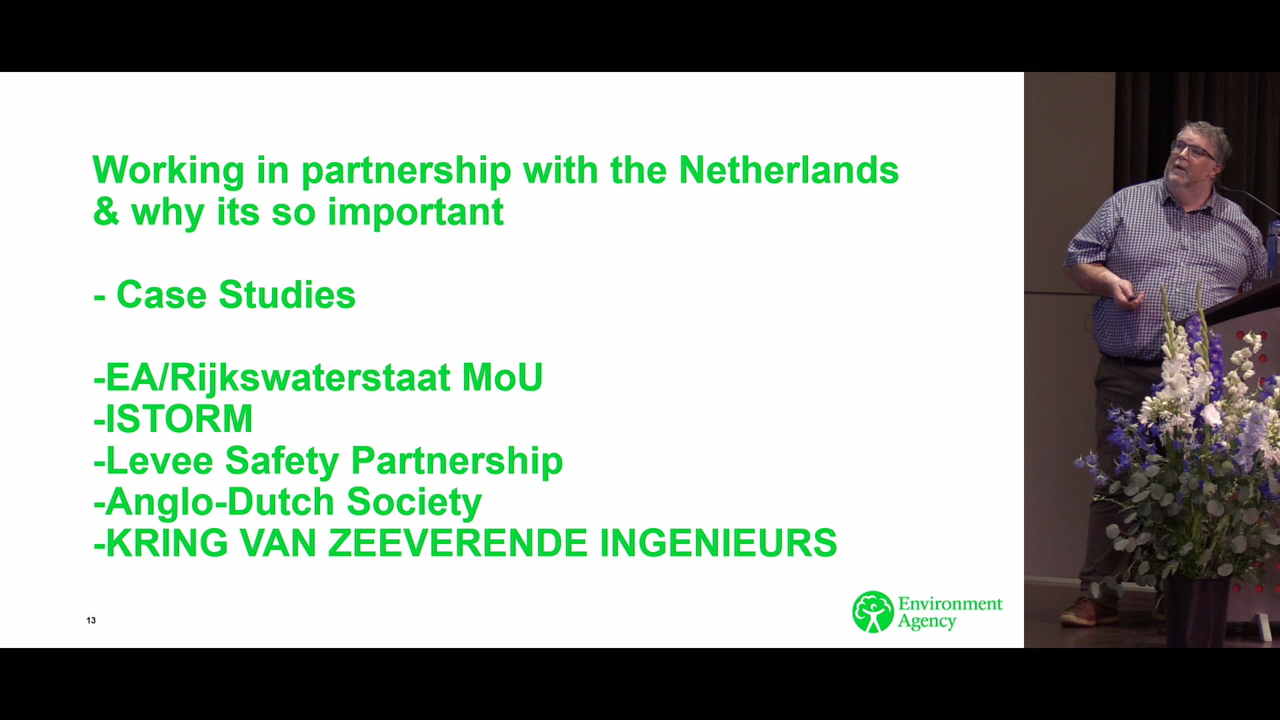 Working in partnership with the Netherlands
& why its so important
- Case Studies
-EA/Rijkswaterstaat MoU
-ISTORM
-Levee Safety Partnership
-Anglo-Dutch Society
-KRING VAN ZEEVERENDE INGENIEURS
13
Environment
Agency